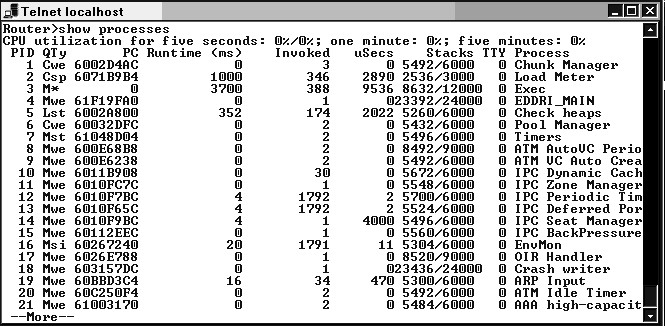 Telnet localhost
Router>show processes
CPU utilization for five seconds: 0%/0%; one minute: 0%; five minutes: 0%
 PID QTy       PC Runtime (ms)    Invoked   uSecs    Stacks TTY Process
   1 Cwe 6002D4AC            0          3       0 5492/6000   0 Chunk Manager
   2 Csp 6071B9B4         1000        346    2890 2536/3000   0 Load Meter
   3 M*         0         3700        388    9536 8632/12000  0 Exec
   4 Mwe 61F19FA0            0          1       023392/24000  0 EDDRI_MAIN
   5 Lst 6002A800          352        174    2022 5260/6000   0 Check heaps
   6 Cwe 60032DFC            0          2       0 5432/6000   0 Pool Manager
   7 Mst 61048D04            0          2       0 5496/6000   0 Timers
   8 Mwe 600E68B8            0          2       0 8492/9000   0 ATM AutoVC Perio
   9 Mwe 600E6238            0          2       0 5492/6000   0 ATM VC Auto Crea
  10 Mwe 6011B908            0         30       0 5672/6000   0 IPC Dynamic Cach
  11 Mwe 6010FC7C            0          1       0 5548/6000   0 IPC Zone Manager
  12 Mwe 6010F7BC            4       1792       2 5700/6000   0 IPC Periodic Tim
  13 Mwe 6010F65C            4       1792       2 5524/6000   0 IPC Deferred Por
  14 Mwe 6010F9BC            4          1    4000 5496/6000   0 IPC Seat Manager
  15 Mwe 60112EEC            0          1       0 5560/6000   0 IPC BackPressure
  16 Msi 60267240           20       1791      11 5304/6000   0 EnvMon
  17 Mwe 6026E788            0          1       0 8520/9000   0 OIR Handler
  18 Mwe 603157DC            0          1       023436/24000  0 Crash writer
  19 Mwe 60BBD3C4           16         34     470 5300/6000   0 ARP Input
  20 Mwe 60C250F4            0          2       0 5492/6000   0 ATM Idle Timer
  21 Mwe 61003170            0          2       0 5484/6000   0 AAA high-capacit
 --More--